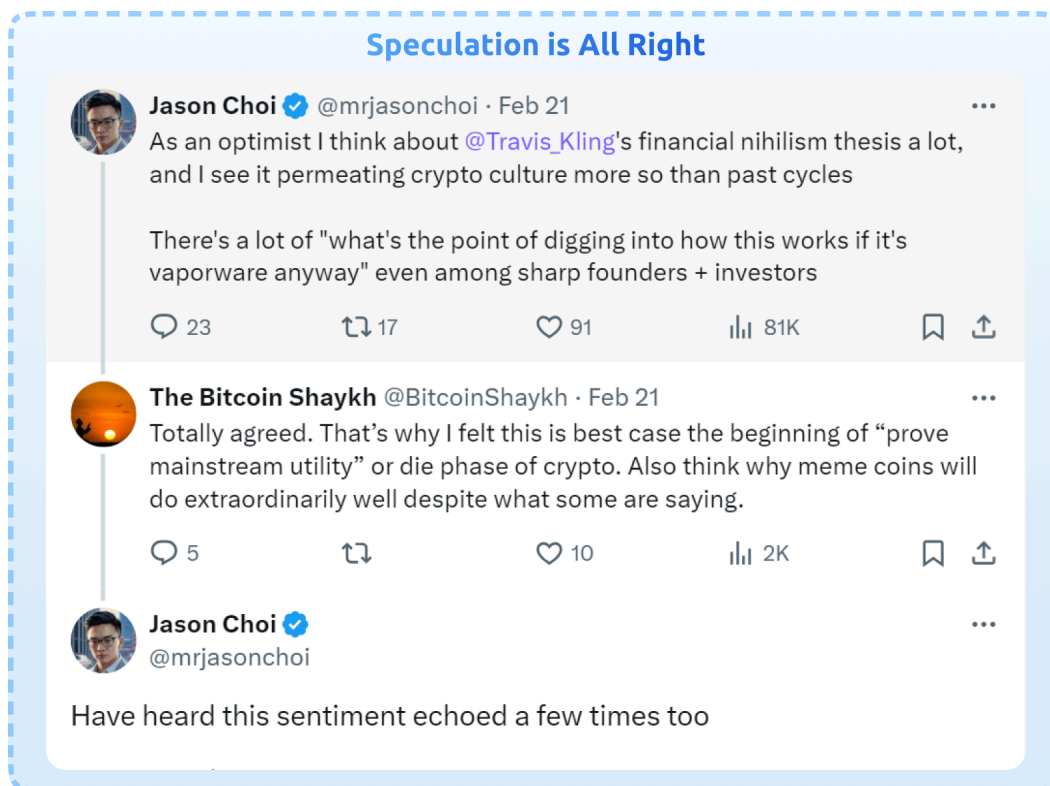 Speculation is All Right
Jason Choi @mrjasonchoi · Feb 21
As an optimist I think about @Travis_Kling's financial nihilism thesis a lot,
and I see it permeating crypto culture more so than past cycles
There's a lot of "what's the point of digging into how this works if it's
vaporware anyway" even among sharp founders + investors
23 17 91 81K
The Bitcoin Shaykh @BitcoinShaykh · Feb 21
Totally agreed. That’s why I felt this is best case the beginning of “prove
mainstream utility” or die phase of crypto. Also think why meme coins will
do extraordinarily well despite what some are saying.
5 10 2K
Jason Choi
@mrjasonchoi
Have heard this sentiment echoed a few times too